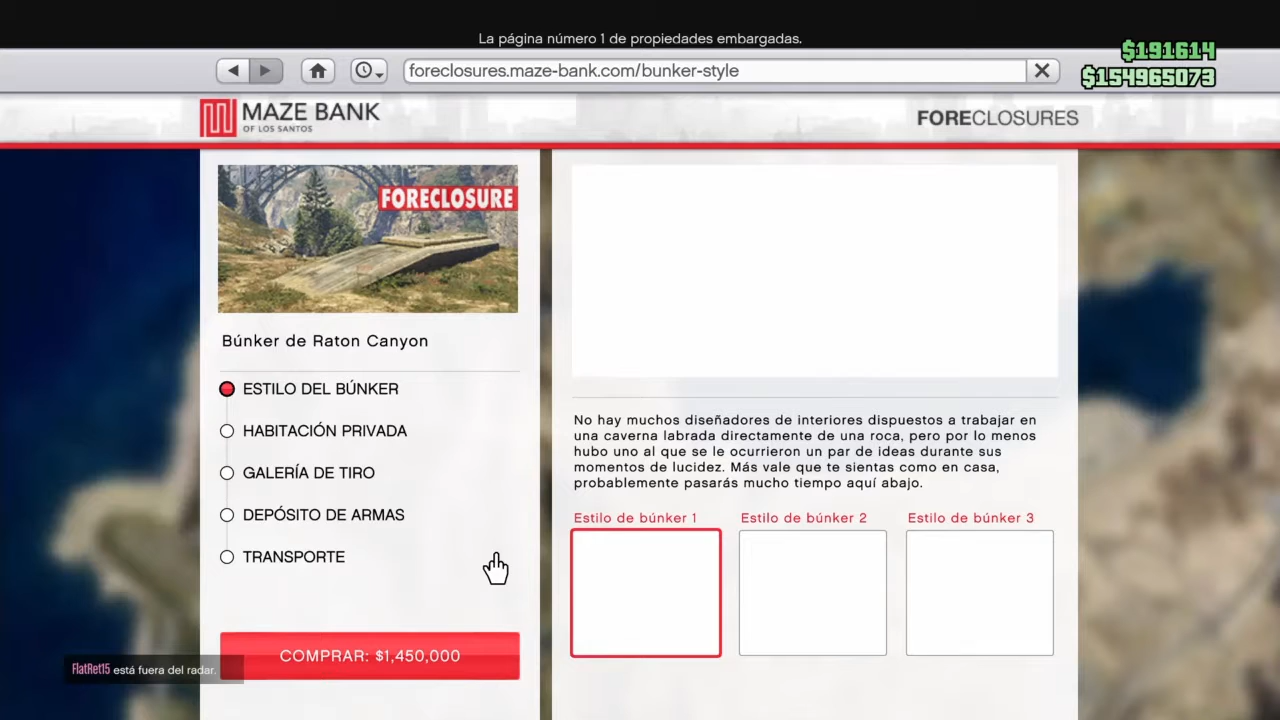 La página número 1 de propiedades embargadas.
$191614
foreclosures.maze-bank.com/bunker-style
$154965073
MAZE BANK
OF LOS SANTOS
FORECLOSURES
FORECLOSURE
Búnker de Raton Canyon
ESTILO DEL BÚNKER
HABITACIÓN PRIVADA
GALERÍA DE TIRO
DEPÓSITO DE ARMAS
TRANSPORTE
COMPRAR: $1,450,000
FlatRet15 está fuera del radar.
No hay muchos diseñadores de interiores dispuestos a trabajar en
una caverna labrada directamente de una roca, pero por lo menos
hubo uno al que se le ocurrieron un par de ideas durante sus
momentos de lucidez. Más vale que te sientas como en casa,
probablemente pasarás mucho tiempo aquí abajo.
Estilo de búnker 1
Estilo de búnker 2
Estilo de búnker 3